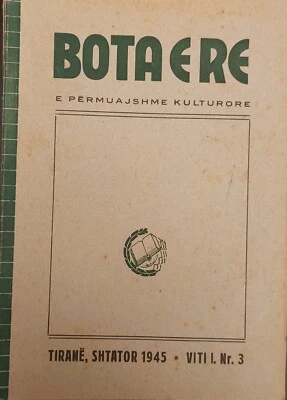 BOTA E RE
E PËRMUAJSHME KULTURORE
TIRANË, SHTATOR 1945 • VITI I. Nr. 3